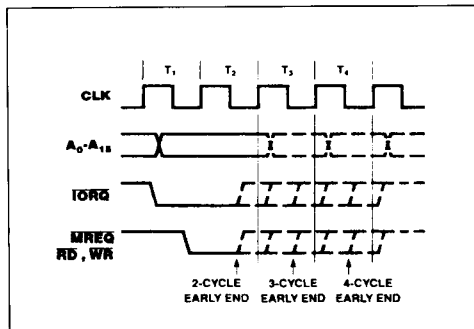 T1 T2 T3 T4
CLK
A0-A15
IORQ
MREQ
RD, WR
2-CYCLE EARLY END
3-CYCLE EARLY END
4-CYCLE EARLY END